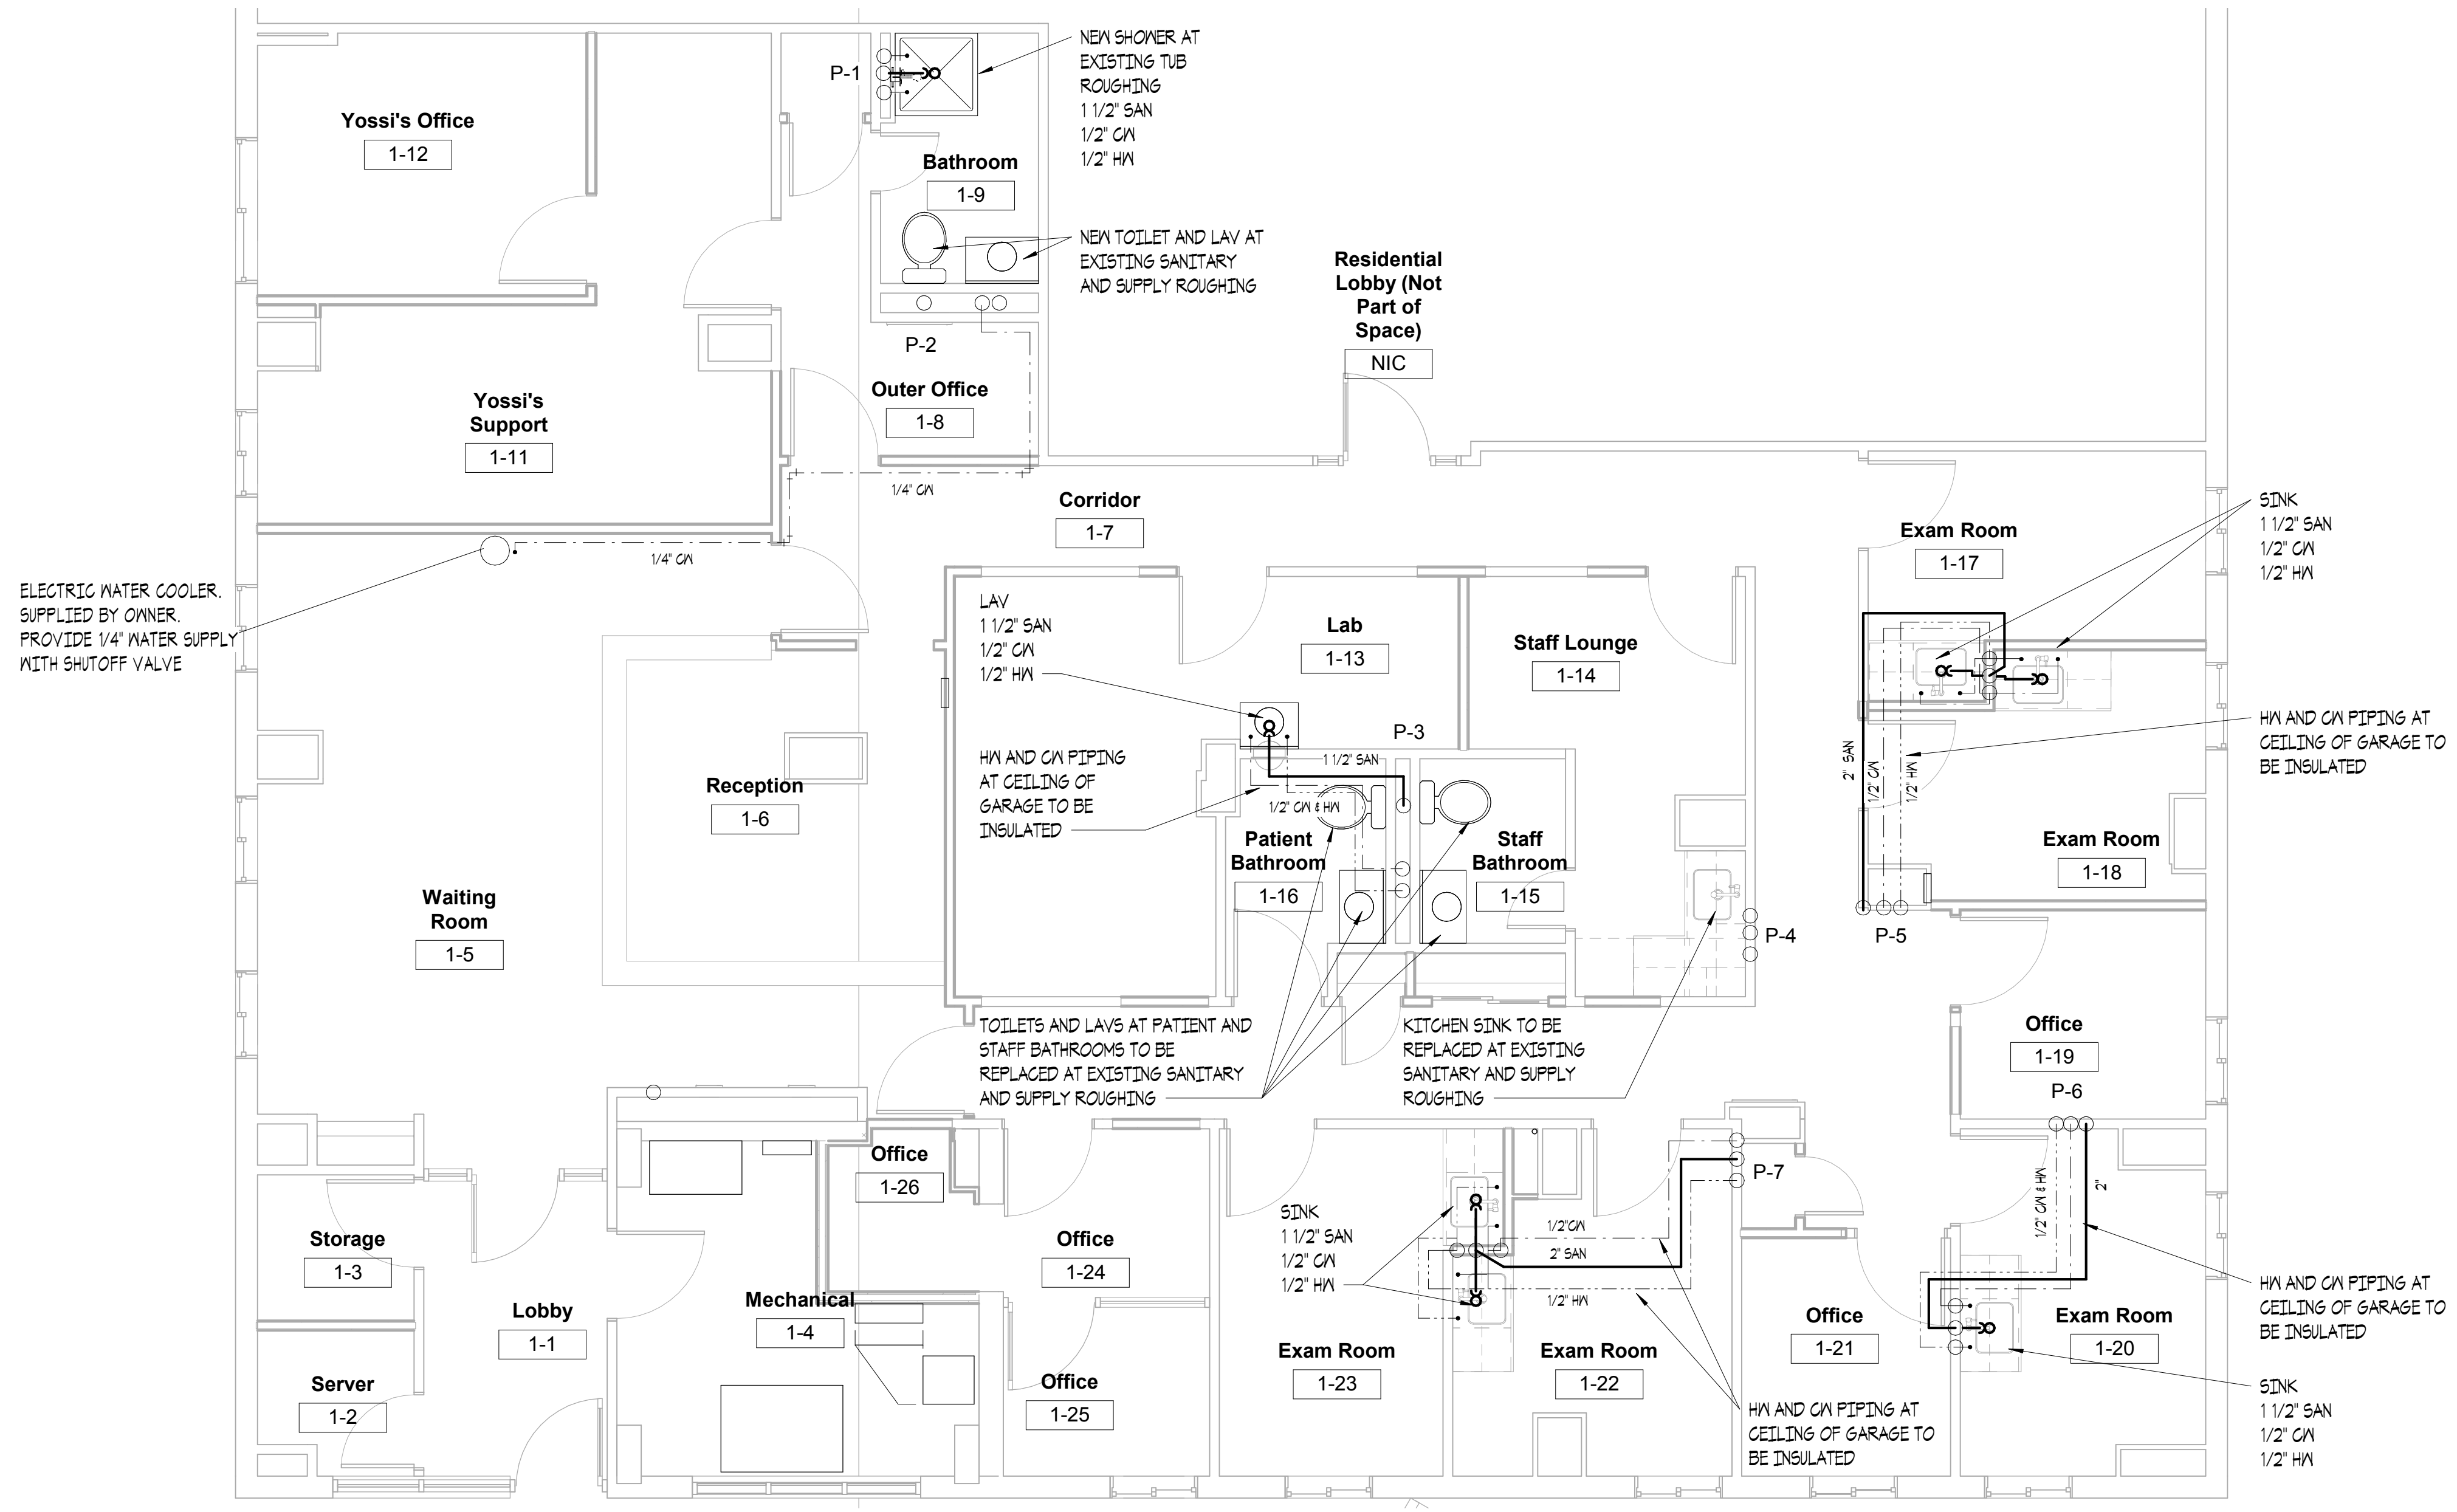 NEW SHOWER AT
EXISTING TUB
ROUGHING
1 1/2" SAN
1/2" CW
1/2" HW
P-1
Yossi's Office
1-12
Bathroom
1-9
NEW TOILET AND LAV AT
EXISTING SANITARY
AND SUPPLY ROUGHING
Residential
Lobby (Not
Part of
Space)
NIC
P-2
Outer Office
1-8
Yossi's
Support
1-11
1/4" CW
Corridor
1-7
1/4" CW
ELECTRIC WATER COOLER.
SUPPLIED BY OWNER.
PROVIDE 1/4" WATER SUPPLY
WITH SHUTOFF VALVE
SINK
1 1/2" SAN
1/2" CW
1/2" HW
Exam Room
1-17
LAV
1 1/2" SAN
1/2" CW
1/2" HW
Lab
1-13
Staff Lounge
1-14
HW AND CW PIPING
AT CEILING OF
GARAGE TO BE
INSULATED
P-3
1 1/2" SAN
1/2" CW & HW
HW AND CW PIPING AT
CEILING OF GARAGE TO
BE INSULATED
2" SAN
1/2" CW
1/2" HW
Reception
1-6
Patient
Bathroom
1-16
Staff
Bathroom
1-15
Exam Room
1-18
Waiting
Room
1-5
P-4
P-5
TOILETS AND LAVS AT PATIENT AND
STAFF BATHROOMS TO BE
REPLACED AT EXISTING SANITARY
AND SUPPLY ROUGHING
KITCHEN SINK TO BE
REPLACED AT EXISTING
SANITARY AND SUPPLY
ROUGHING
Office
1-19
P-6
Office
1-26
P-7
1/2" CW & HW
2"
Storage
1-3
Office
1-24
SINK
1 1/2" SAN
1/2" CW
1/2" HW
1/2"CW
2" SAN
1/2" HW
HW AND CW PIPING AT
CEILING OF GARAGE TO
BE INSULATED
Lobby
1-1
Mechanical
1-4
Office
1-21
Exam Room
1-20
Exam Room
1-23
Exam Room
1-22
Server
1-2
Office
1-25
HW AND CW PIPING AT
CEILING OF GARAGE TO
BE INSULATED
SINK
1 1/2" SAN
1/2" CW
1/2" HW